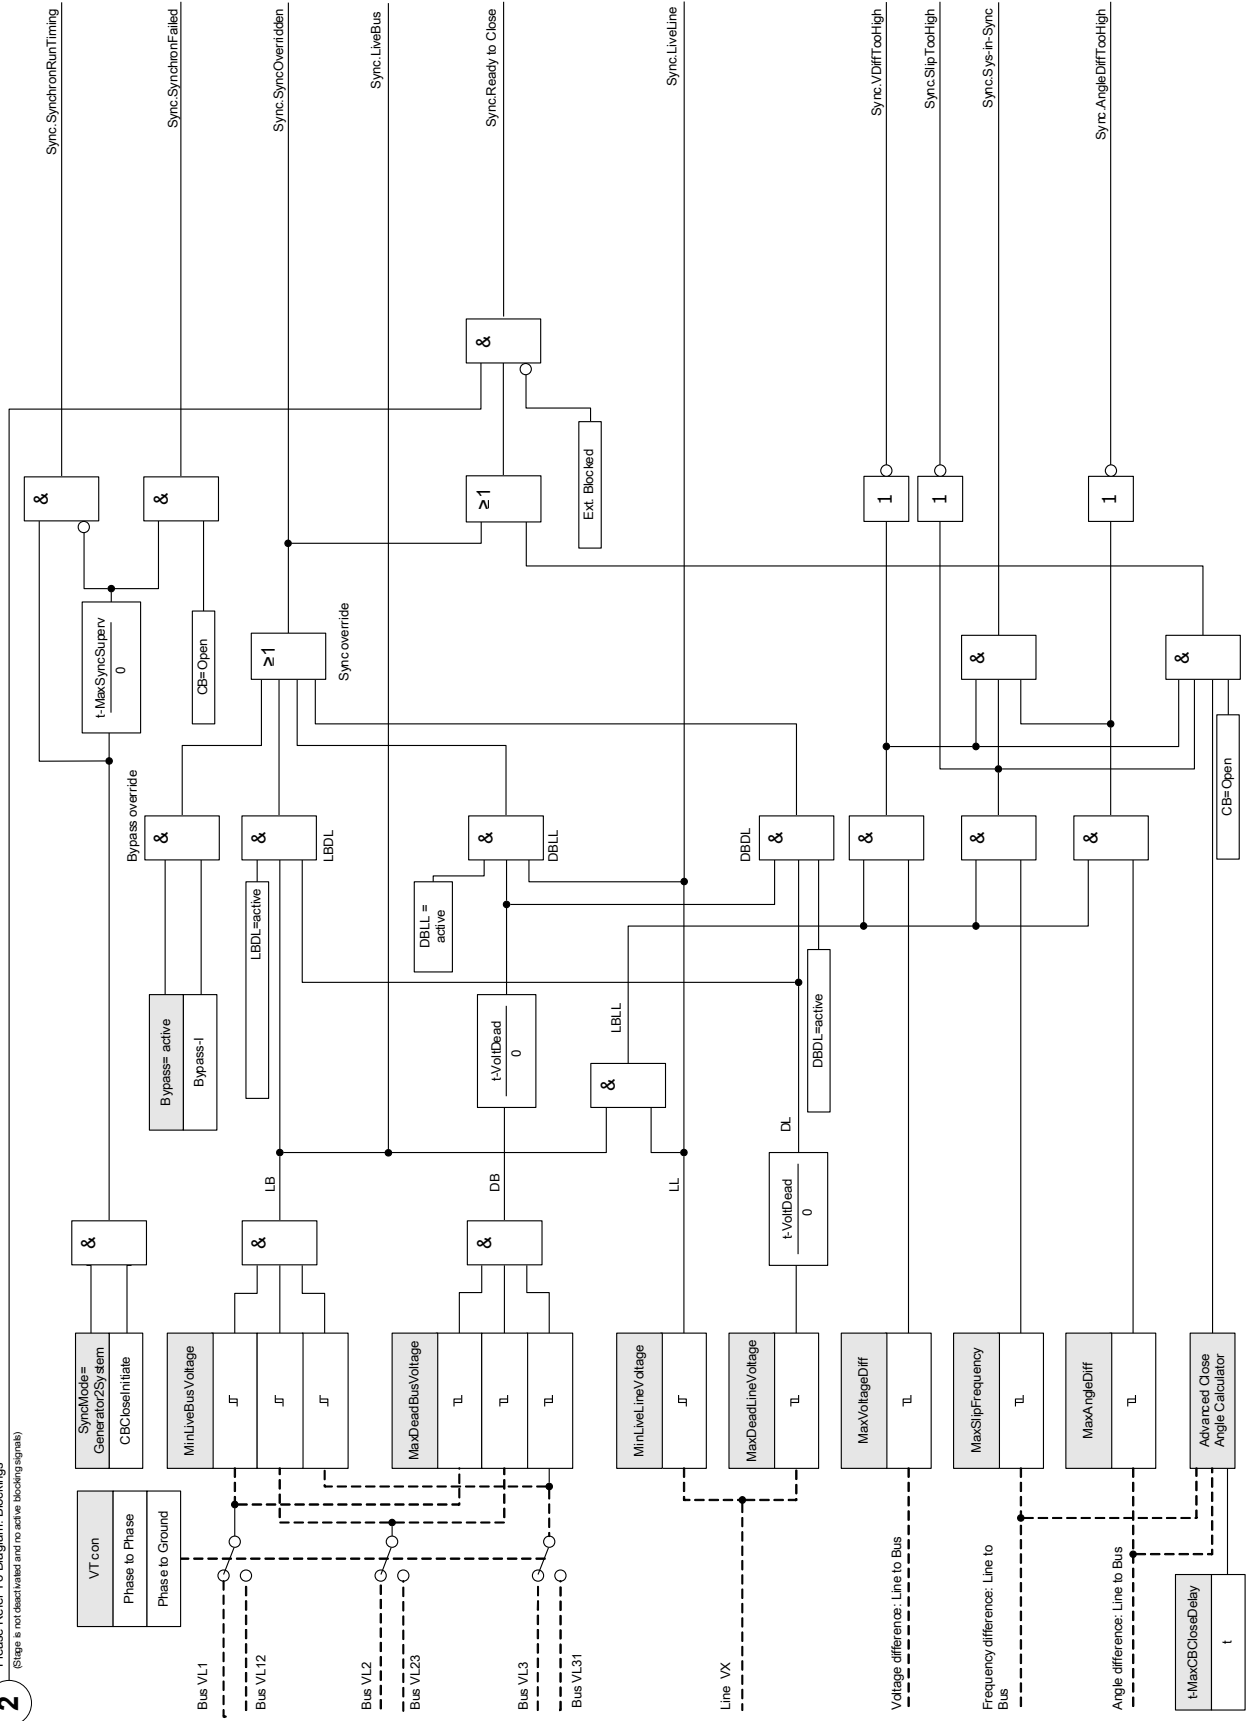 2
Please Refer To Diagram: Blockings
(Stage is not deactivated and no active blocking signals)
VT con
Phase to Phase
Phase to Ground
Bus VL1
Bus VL12
Bus VL2
Bus VL23
Bus VL3
Bus VL31
Line VX
Voltage difference: Line to Bus
Frequency difference: Line to
Bus
Angle difference: Line to Bus
t-MaxCBCloseDelay
t
SyncMode=
Generator2System
CBCloseInitiate
MinLiveBusVoltage
MaxDeadBusVoltage
MinLiveLineVoltage
MaxDeadLineVoltage
MaxVoltageDiff
MaxSlipFrequency
MaxAngleDiff
Advanced Close
Angle Calculator
&
&
&
LB
DB
LL
t-VoltDead
0
DL
Bypass= active
Bypass-I
LBDL=active
t-VoltDead
0
&
LBLL
DBDL=active
DBLL =
active
Bypass override
&
&
LBDL
&
DBLL
DBDL
&
&
&
&
CB=Open
t-MaxSyncSuperv
0
CB=Open
≥1
Sync override
&
&
&
&
≥1
Ext. Blocked
1
1
1
&
Sync.SynchronRunTiming
Sync.SynchronFailed
Sync.SyncOverridden
Sync.LiveBus
Sync.Ready to Close
Sync.LiveLine
Sync.VDiffTooHigh
Sync.SlipTooHigh
Sync.Sys-in-Sync
Sync.AngleDiffTooHigh